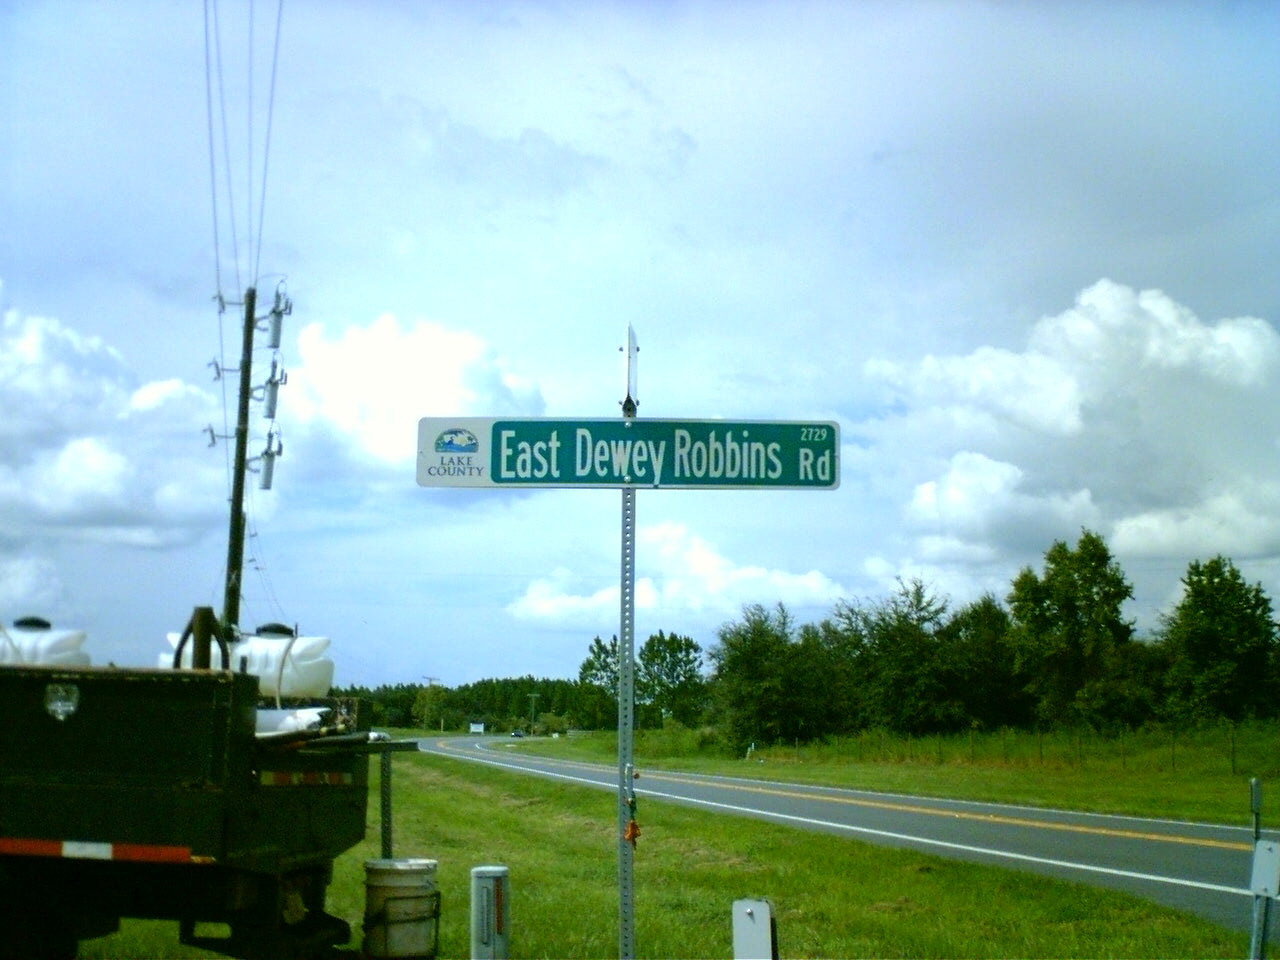 LAKE
COUNTY
East Dewey Robbins Rd
2729